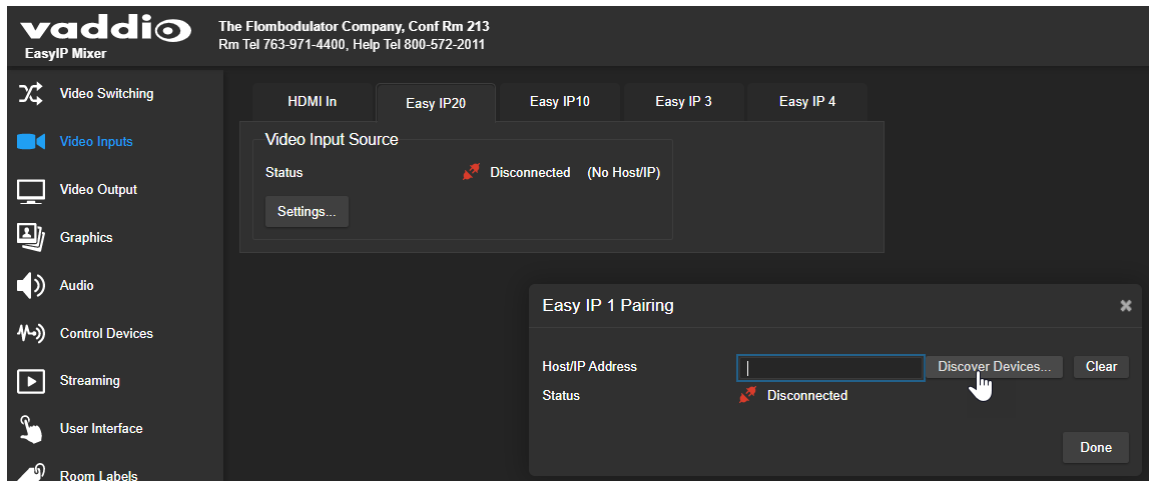 vaddio
EasyIP Mixer
The Flombodulator Company, Conf Rm 213
Rm Tel 763-971-4400, Help Tel 800-572-2011
Video Switching
Video Inputs
Video Output
Graphics
Audio
Control Devices
Streaming
User Interface
Room Labels
HDMI In Easy IP20 Easy IP10 Easy IP 3 Easy IP 4
Video Input Source
Status Disconnected (No Host/IP)
Settings...
Easy IP 1 Pairing
Host/IP Address Discover Devices... Clear
Status Disconnected
Done